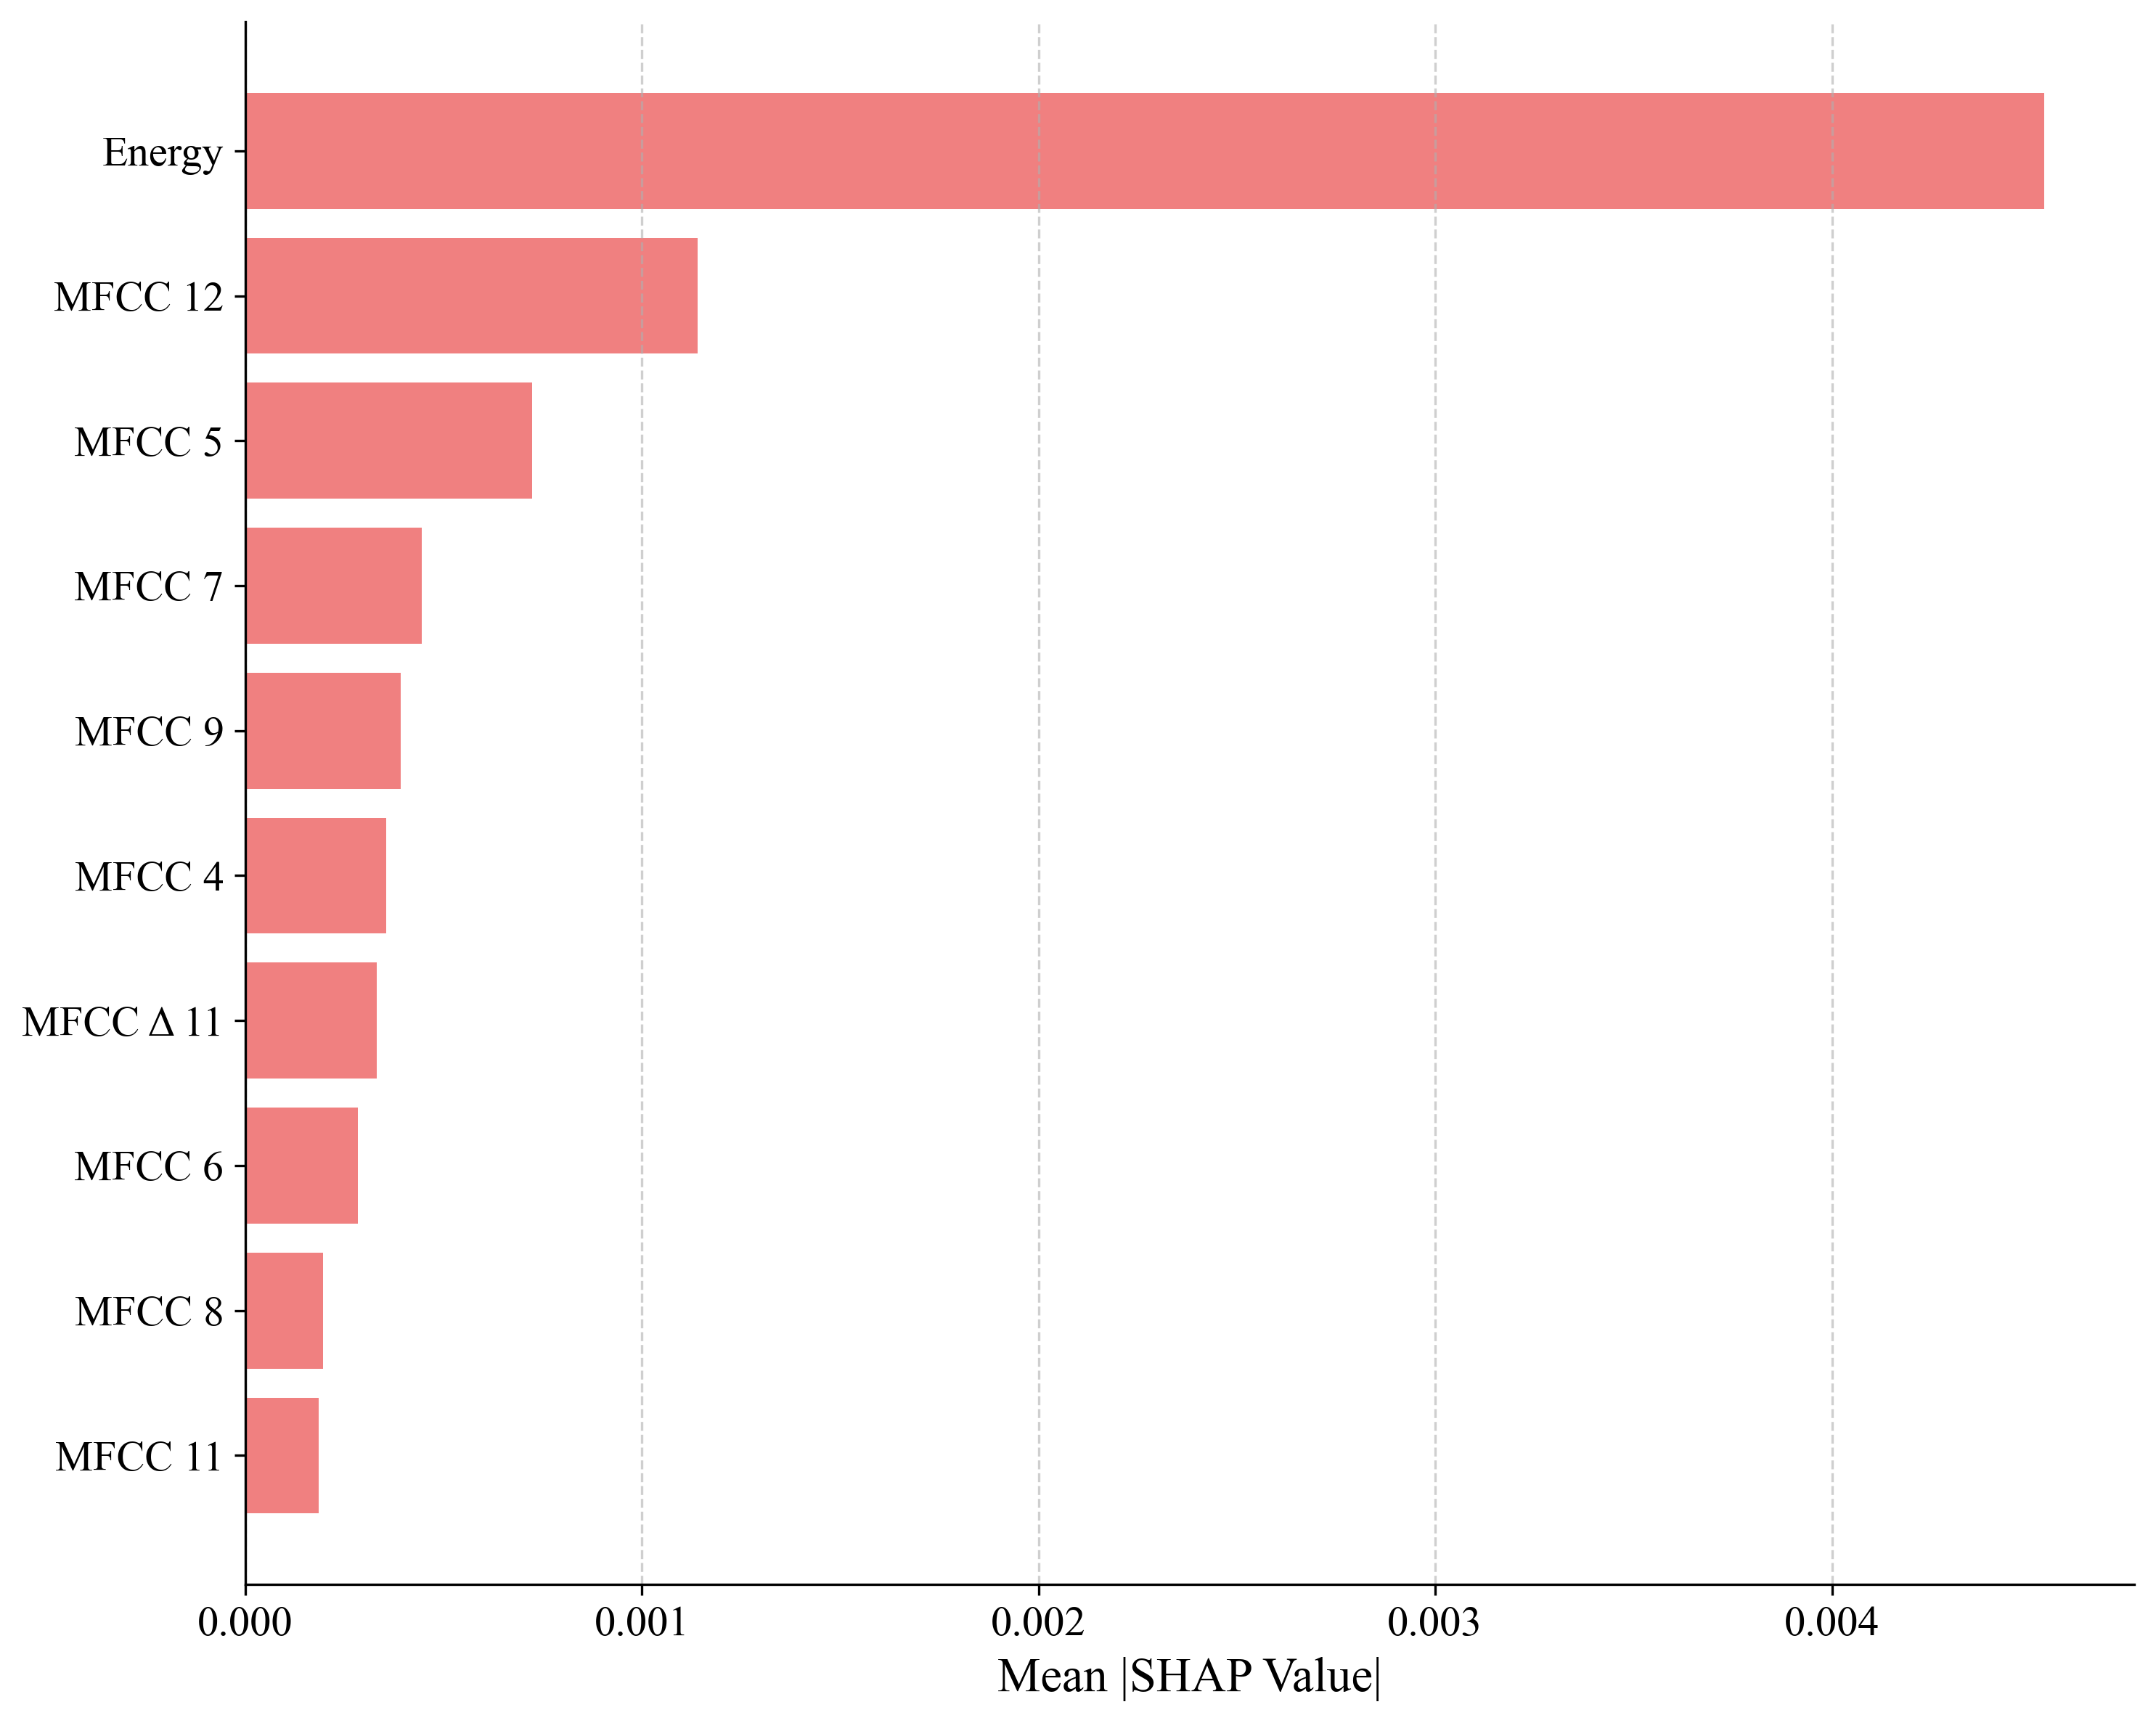 Energy
MFCC 12
MFCC 5
MFCC 7
MFCC 9
MFCC 4
MFCC Δ 11
MFCC 6
MFCC 8
MFCC 11
0.000 0.001 0.002 0.003 0.004
Mean |SHAP Value|